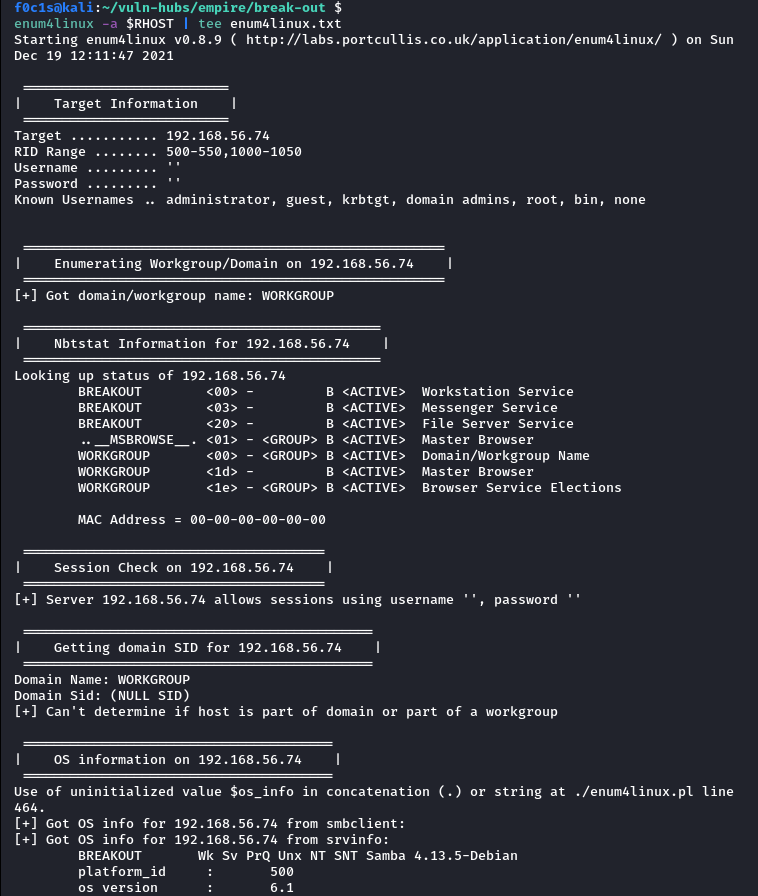 f0c1s@kali:~/vuln-hubs/empire/break-out $
enum4linux -a $RHOST | tee enum4linux.txt
Starting enum4linux v0.8.9 ( http://labs.portcullis.co.uk/application/enum4linux/ ) on Sun
Dec 19 12:11:47 2021

 ==========================
|    Target Information    |
 ==========================
Target ........... 192.168.56.74
RID Range ........ 500-550,1000-1050
Username ......... ''
Password ......... ''
Known Usernames .. administrator, guest, krbtgt, domain admins, root, bin, none


 =====================================================
|    Enumerating Workgroup/Domain on 192.168.56.74    |
 =====================================================
[+] Got domain/workgroup name: WORKGROUP

 =============================================
|    Nbtstat Information for 192.168.56.74    |
 =============================================
Looking up status of 192.168.56.74
        BREAKOUT        <00> -         B <ACTIVE>  Workstation Service
        BREAKOUT        <03> -         B <ACTIVE>  Messenger Service
        BREAKOUT        <20> -         B <ACTIVE>  File Server Service
        ..__MSBROWSE__. <01> - <GROUP> B <ACTIVE>  Master Browser
        WORKGROUP       <00> - <GROUP> B <ACTIVE>  Domain/Workgroup Name
        WORKGROUP       <1d> -         B <ACTIVE>  Master Browser
        WORKGROUP       <1e> - <GROUP> B <ACTIVE>  Browser Service Elections

        MAC Address = 00-00-00-00-00-00

 ======================================
|    Session Check on 192.168.56.74    |
 ======================================
[+] Server 192.168.56.74 allows sessions using username '', password ''

 ============================================
|    Getting domain SID for 192.168.56.74    |
 ============================================
Domain Name: WORKGROUP
Domain Sid: (NULL SID)
[+] Can't determine if host is part of domain or part of a workgroup

 =======================================
|    OS information on 192.168.56.74    |
 =======================================
Use of uninitialized value $os_info in concatenation (.) or string at ./enum4linux.pl line
464.
[+] Got OS info for 192.168.56.74 from smbclient:
[+] Got OS info for 192.168.56.74 from srvinfo:
        BREAKOUT       Wk Sv PrQ Unx NT SNT Samba 4.13.5-Debian
        platform_id     :       500
        os version      :       6.1